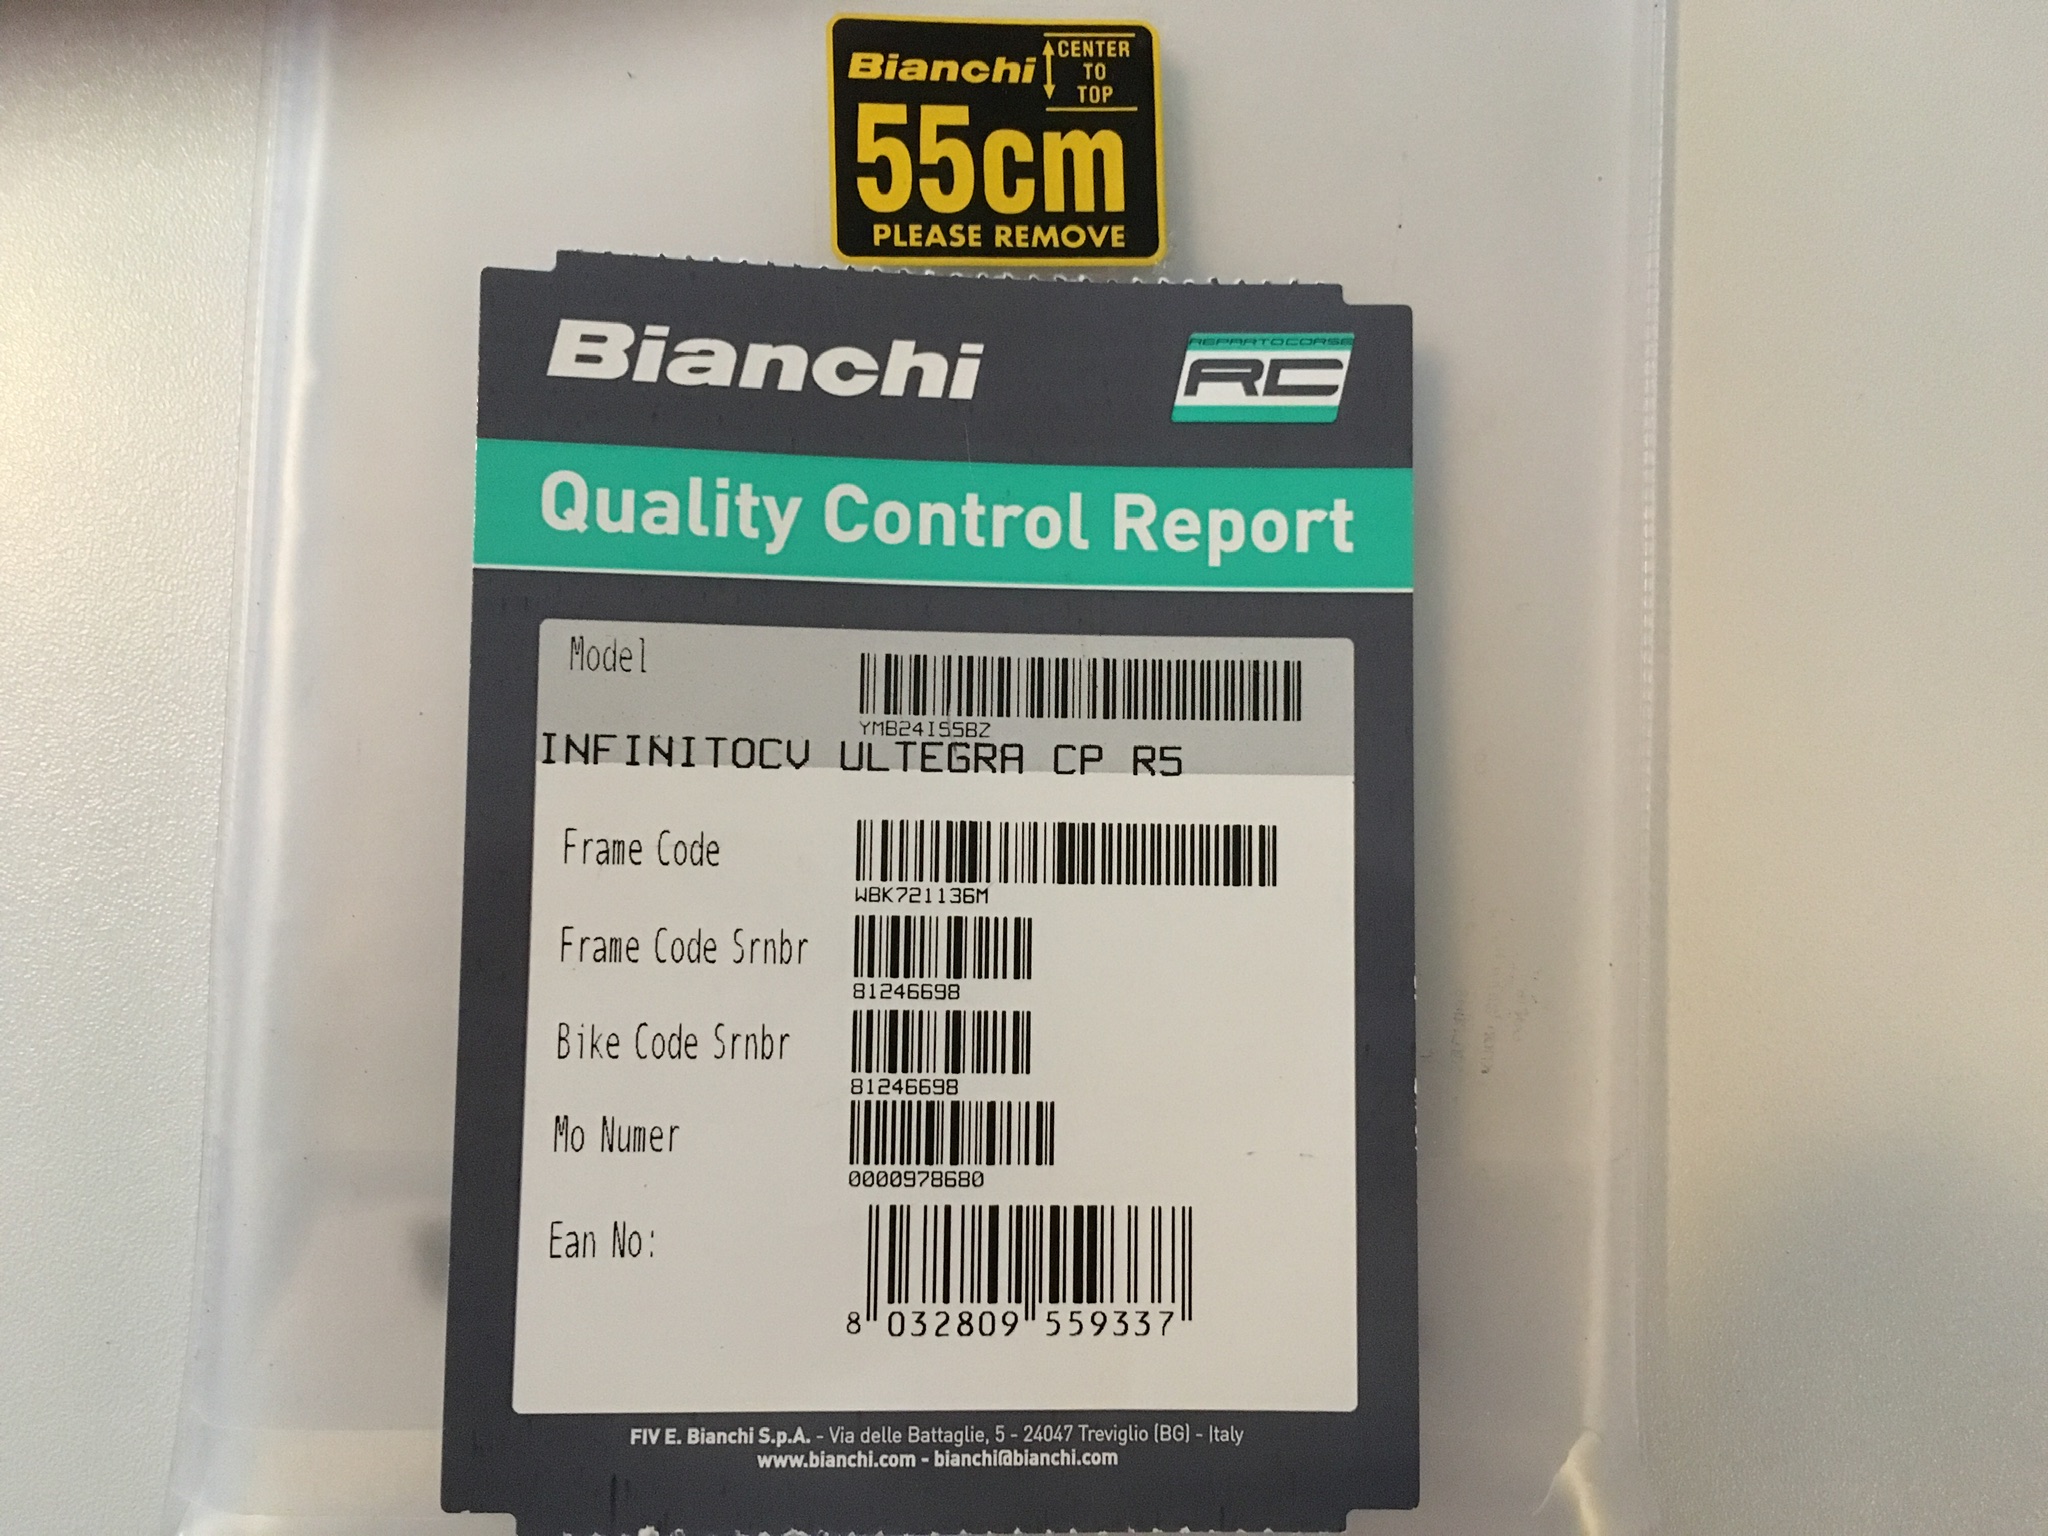 Bianchi CENTER
TO
TOP
55cm
PLEASE REMOVE
Bianchi
REPARTOCORSE
RC
Quality Control Report
Model
YMB24I55BZ
INFINITOCV ULTEGRA CP R5
Frame Code
WBK721136M
Frame Code Srnbr
81246698
Bike Code Srnbr
81246698
Mo Numer
0000978680
Ean No:
8 032809 559337
FIV E. Bianchi S.p.A. - Via delle Battaglie, 5 - 24047 Treviglio (BG) - Italy
www.bianchi.com - bianchi@bianchi.com